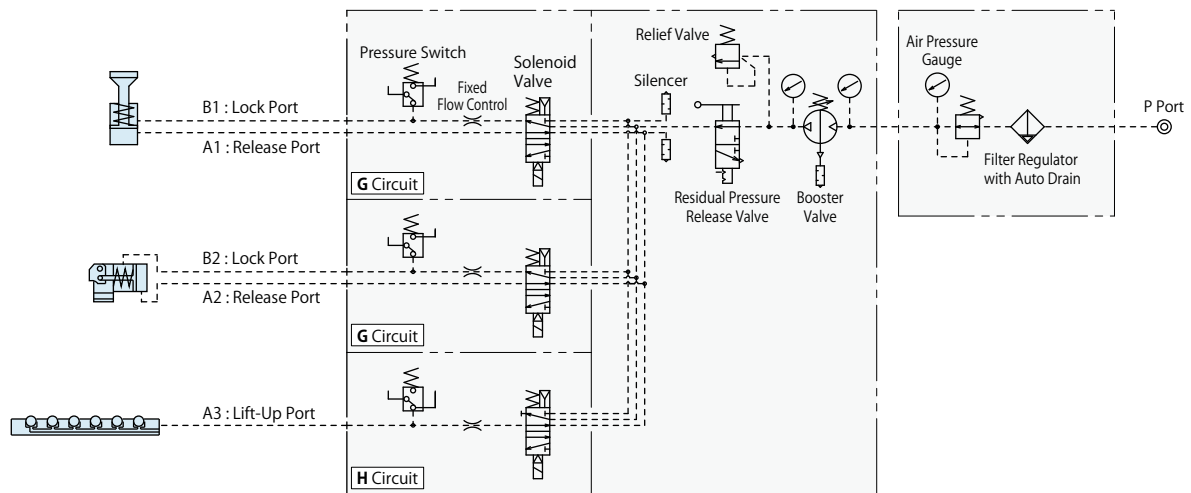 Relief Valve
Air Pressure
Gauge
Pressure Switch
Solenoid
Valve
Silencer
Fixed
Flow Control
P Port
B1 : Lock Port
A1 : Release Port
Filter Regulator
with Auto Drain
G Circuit
Residual Pressure
Release Valve
Booster
Valve
B2 : Lock Port
A2 : Release Port
G Circuit
A3 : Lift-Up Port
H Circuit